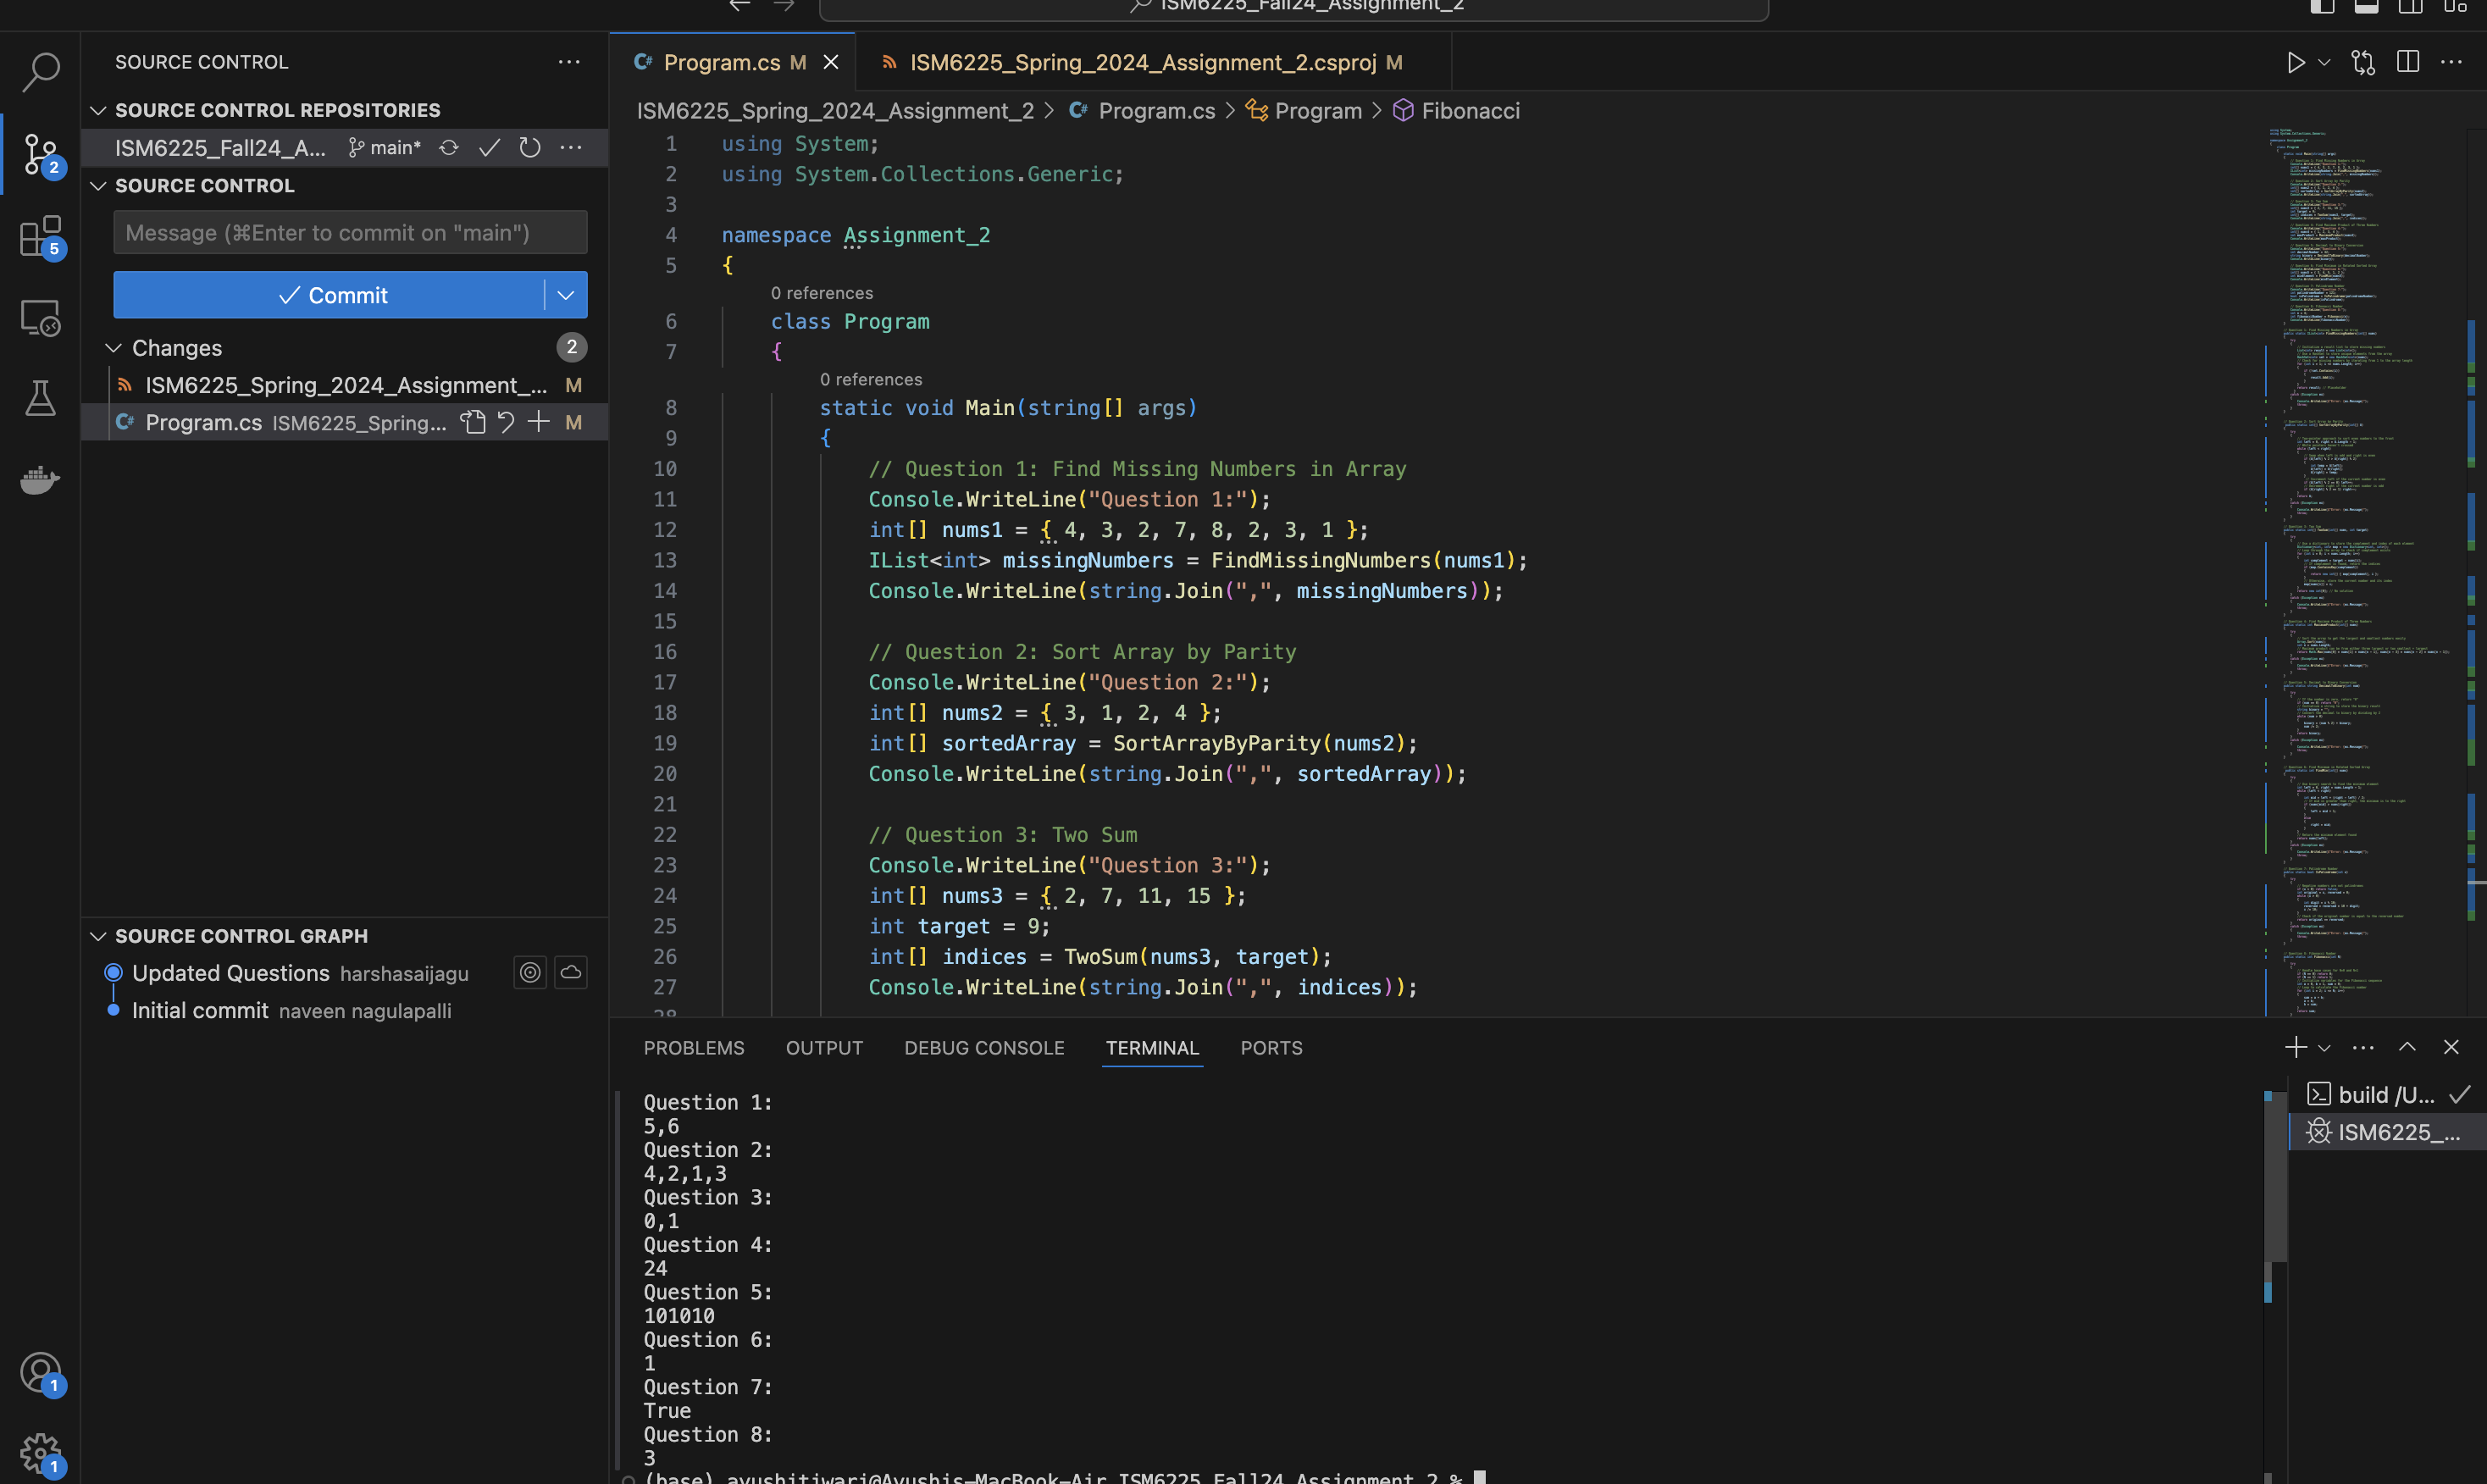 ISM6225_Fall24_Assignment_2
SOURCE CONTROL
SOURCE CONTROL REPOSITORIES
ISM6225_Fall24_A... main*
SOURCE CONTROL
Message (⌘Enter to commit on "main")
Commit
Changes 2
ISM6225_Spring_2024_Assignment_... M
Program.cs ISM6225_Spring... M
2
5
SOURCE CONTROL GRAPH
Updated Questions harshasaijagu
Initial commit naveen nagulapalli
1
1
C# Program.cs M
ISM6225_Spring_2024_Assignment_2.csproj M
ISM6225_Spring_2024_Assignment_2 > C# Program.cs > Program > Fibonacci
1 using System;
2 using System.Collections.Generic;
3
4 namespace Assignment_2
5 {
0 references
6 class Program
7 {
0 references
8 static void Main(string[] args)
9 {
10 // Question 1: Find Missing Numbers in Array
11 Console.WriteLine("Question 1:");
12 int[] nums1 = { 4, 3, 2, 7, 8, 2, 3, 1 };
13 IList<int> missingNumbers = FindMissingNumbers(nums1);
14 Console.WriteLine(string.Join(",", missingNumbers));
15
16 // Question 2: Sort Array by Parity
17 Console.WriteLine("Question 2:");
18 int[] nums2 = { 3, 1, 2, 4 };
19 int[] sortedArray = SortArrayByParity(nums2);
20 Console.WriteLine(string.Join(",", sortedArray));
21
22 // Question 3: Two Sum
23 Console.WriteLine("Question 3:");
24 int[] nums3 = { 2, 7, 11, 15 };
25 int target = 9;
26 int[] indices = TwoSum(nums3, target);
27 Console.WriteLine(string.Join(",", indices));
28
PROBLEMS OUTPUT DEBUG CONSOLE TERMINAL PORTS
Question 1:
5,6
Question 2:
4,2,1,3
Question 3:
0,1
Question 4:
24
Question 5:
101010
Question 6:
1
Question 7:
True
Question 8:
3
(base) ayushitiwari@Ayushis-MacBook-Air ISM6225_Fall24_Assignment_2 %
build /U...
ISM6225_...